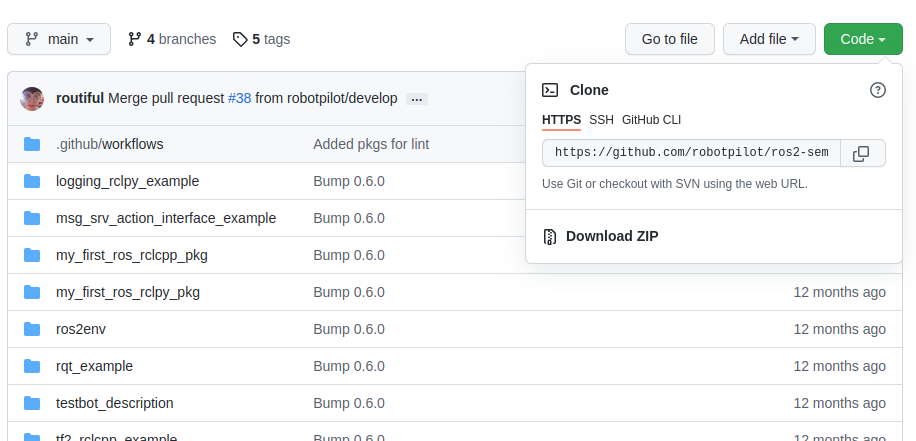 main 4 branches 5 tags Go to file Add file Code
routiful Merge pull request #38 from robotpilot/develop ...
Clone
HTTPS SSH GitHub CLI
https://github.com/robotpilot/ros2-sem
Use Git or checkout with SVN using the web URL.
Download ZIP
.github/workflows Added pkgs for lint
logging_rclpy_example Bump 0.6.0
msg_srv_action_interface_example Bump 0.6.0
my_first_ros_rclcpp_pkg Bump 0.6.0
my_first_ros_rclpy_pkg Bump 0.6.0 12 months ago
ros2env Bump 0.6.0 12 months ago
rqt_example Bump 0.6.0 12 months ago
testbot_description Bump 0.6.0 12 months ago
tf2_rclcpp_example Bump 0.6.0 12 months ago